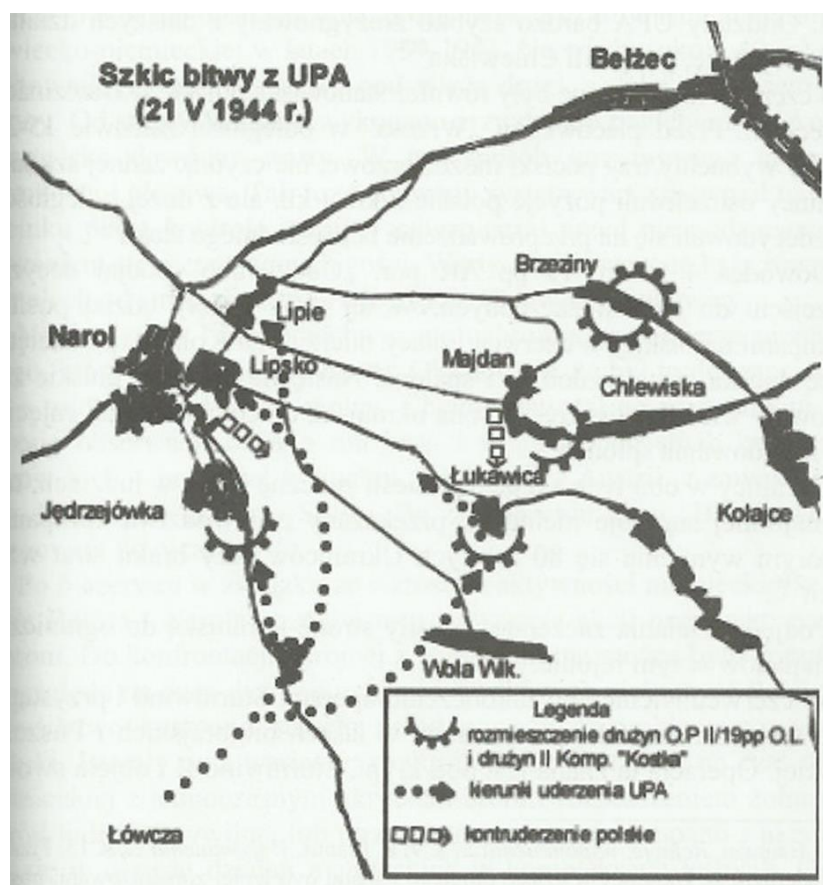 Szkic bitwy z UPA
(21 V 1944 r.)
Bełżec
Brzeziny
Lipie
Narol
Lipsko
Majdan
Chlewiska
Łukawica
Jędrzejówka
Kołajce
Wola Wlk.
Legenda
rozmieszczenie drużyn O.P II/19pp O.L.
i drużyn II Komp. "Kostka"
kierunki uderzenia UPA
kontruderzenie polskie
Łówcza